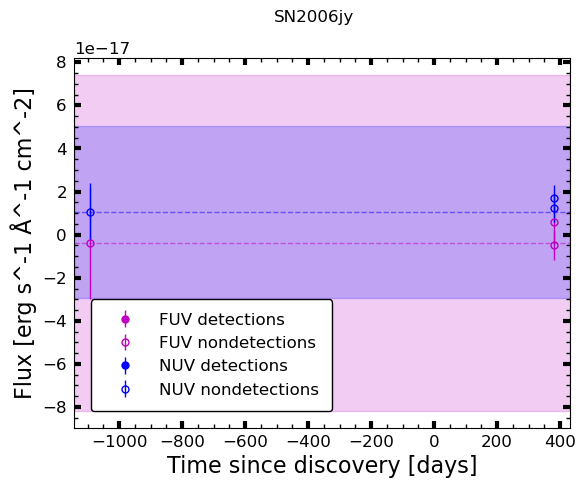 SN2006jy
1e−17
8
6
4
2
0
−2
−4
−6
−8
Flux [erg s^-1 Å^-1 cm^-2]
FUV detections
FUV nondetections
NUV detections
NUV nondetections
−1000 −800 −600 −400 −200 0 200 400
Time since discovery [days]